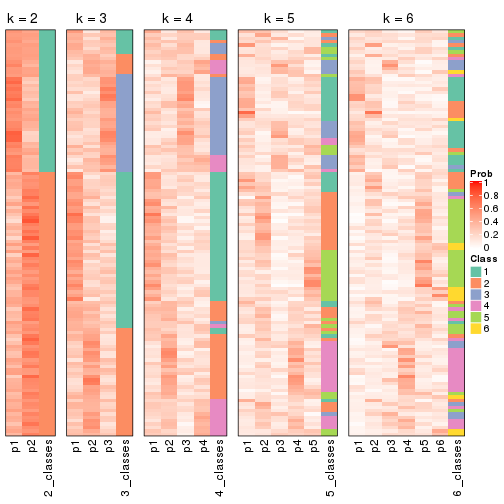 k = 2
k = 3
k = 4
k = 5
k = 6
p1
p2
2_classes
p1
p2
p3
3_classes
p1
p2
p3
p4
4_classes
p1
p2
p3
p4
p5
5_classes
p1
p2
p3
p4
p5
p6
6_classes
Prob
1
0.8
0.6
0.4
0.2
0
Class
1
2
3
4
5
6